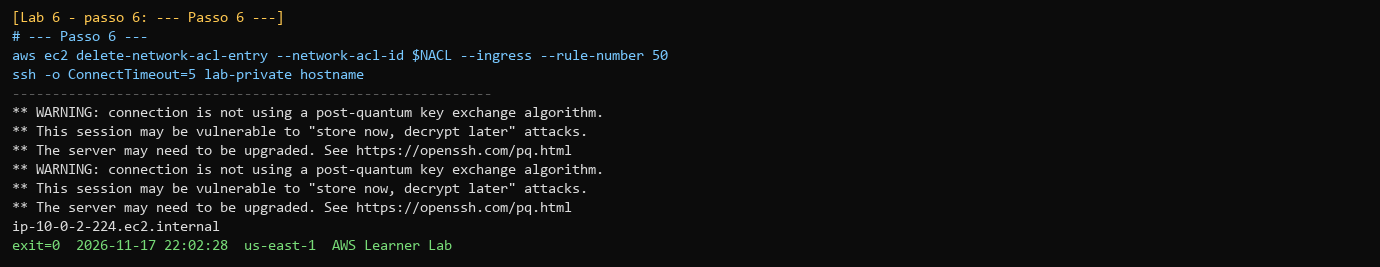 [Lab 6 - passo 6: --- Passo 6 ---]
# --- Passo 6 ---
aws ec2 delete-network-acl-entry --network-acl-id $NACL --ingress --rule-number 50
ssh -o ConnectTimeout=5 lab-private hostname
------------------------------------------------------------
** WARNING: connection is not using a post-quantum key exchange algorithm.
** This session may be vulnerable to "store now, decrypt later" attacks.
** The server may need to be upgraded. See https://openssh.com/pq.html
** WARNING: connection is not using a post-quantum key exchange algorithm.
** This session may be vulnerable to "store now, decrypt later" attacks.
** The server may need to be upgraded. See https://openssh.com/pq.html
ip-10-0-2-224.ec2.internal
exit=0  2026-11-17 22:02:28  us-east-1  AWS Learner Lab